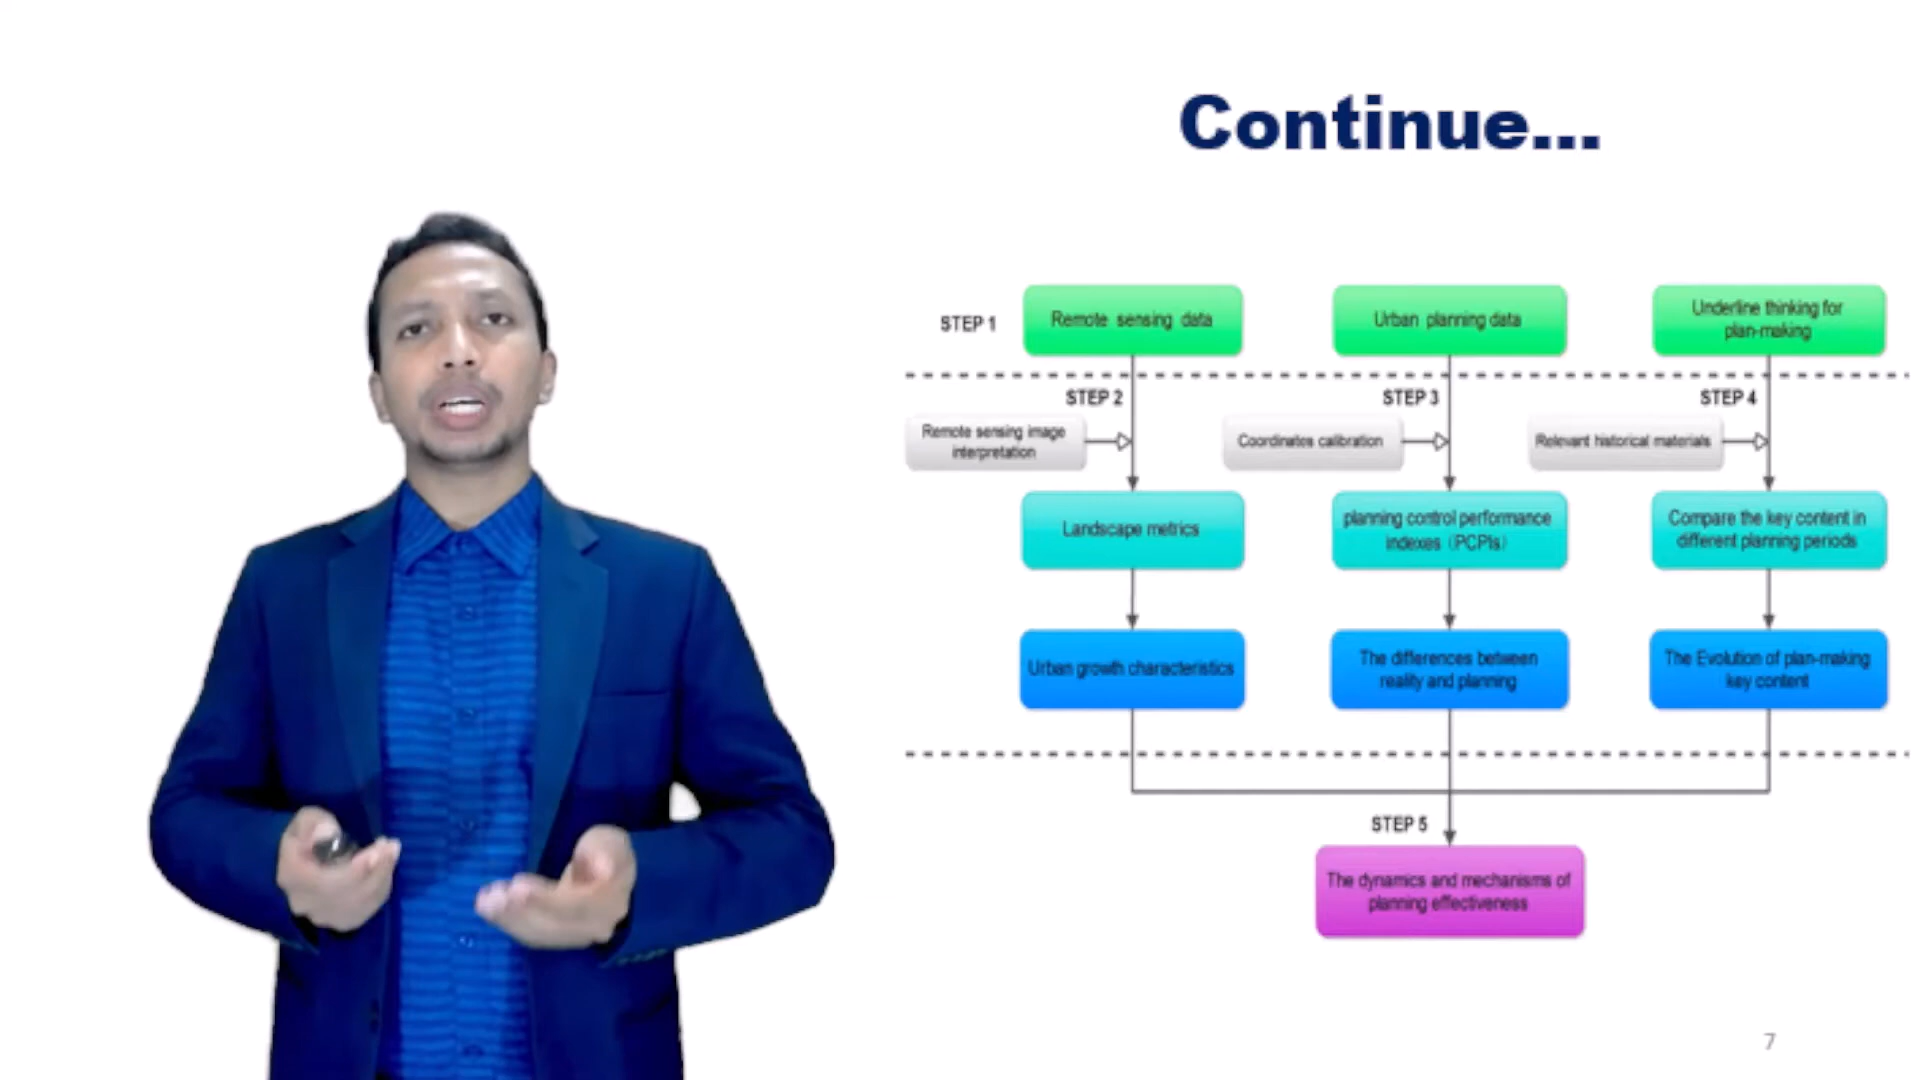 Continue...
STEP 1
Remote sensing data
Urban planning data
Underline thinking for
plan-making
STEP 2
STEP 3
STEP 4
Remote sensing image
interpretation
Coordinates calibration
Relevant historical materials
Landscape metrics
planning control performance
indexes (PCPIs)
Compare the key content in
different planning periods
Urban growth characteristics
The differences between
reality and planning
The Evolution of plan-making
key content
STEP 5
The dynamics and mechanisms of
planning effectiveness
7